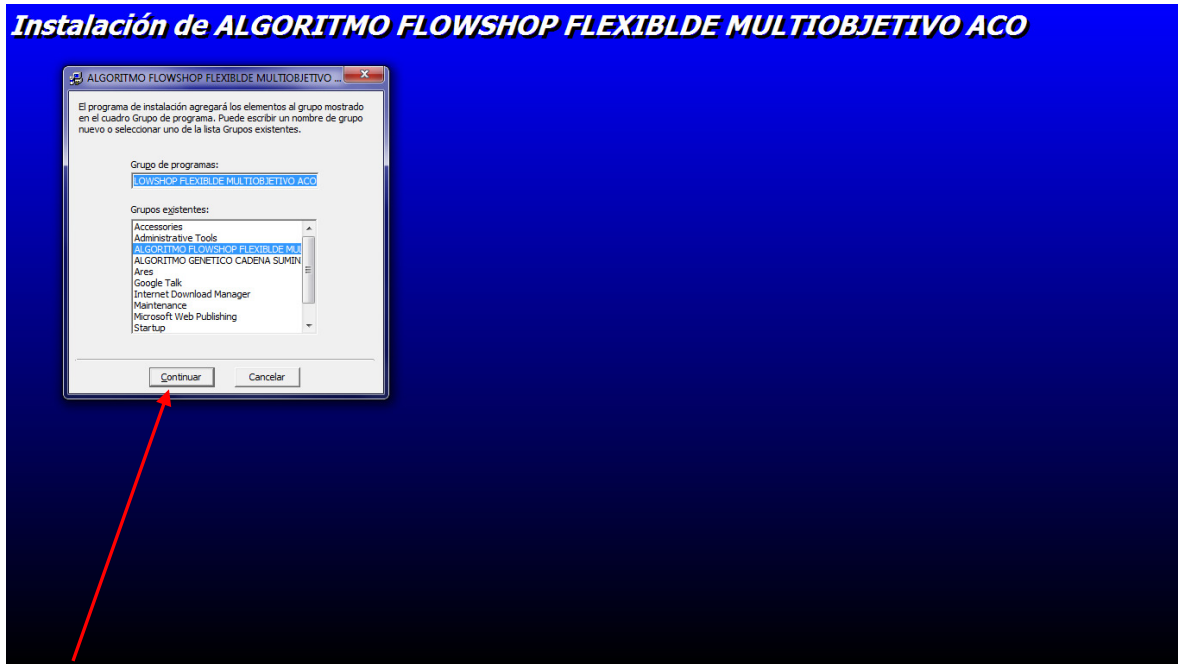 Instalación de ALGORITMO FLOWSHOP FLEXIBLDE MULTIOBJETIVO ACO
ALGORITMO FLOWSHOP FLEXIBLDE MULTIOBJETIVO ...
El programa de instalación agregará los elementos al grupo mostrado
en el cuadro Grupo de programa. Puede escribir un nombre de grupo
nuevo o seleccionar uno de la lista Grupos existentes.
Grupo de programas:
LOWSHOP FLEXIBLDE MULTIOBJETIVO ACO
Grupos existentes:
Accessories
Administrative Tools
ALGORITMO FLOWSHOP FLEXIBLDE MUL
ALGORITMO GENETICO CADENA SUMIN
Ares
Google Talk
Internet Download Manager
Maintenance
Microsoft Web Publishing
Startup
Continuar Cancelar